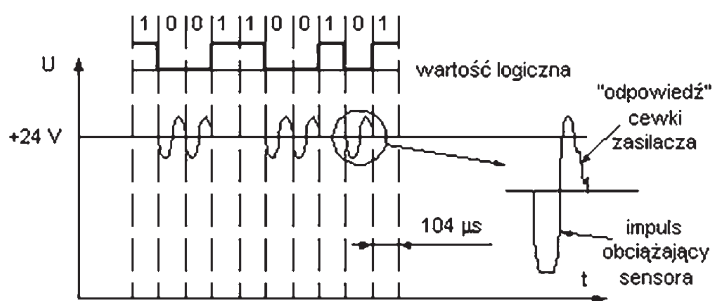 1 0 0 1 1 0 0 1 0 1
U
wartość logiczna
+24 V
"odpowiedź"
cewki
zasilacza
104 µs
impuls
obciążający
sensora
t